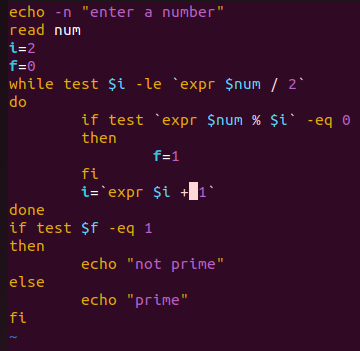 echo -n "enter a number"
read num
i=2
f=0
while test $i -le `expr $num / 2`
do
if test `expr $num % $i` -eq 0
then
f=1
fi
i=`expr $i + 1`
done
if test $f -eq 1
then
echo "not prime"
else
echo "prime"
fi
~